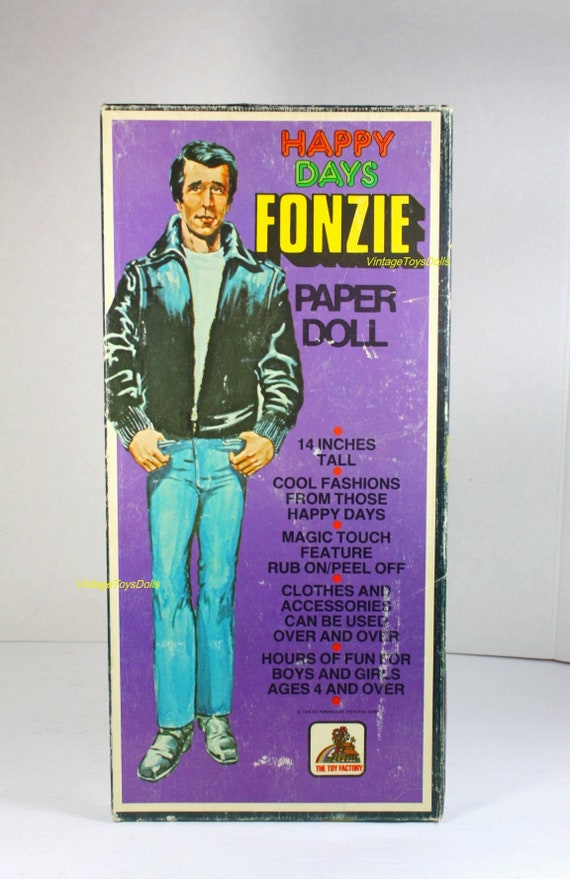 HAPPY
DAYS
FONZIE
VintageToysDolls
PAPER
DOLL
14 INCHES
TALL
COOL FASHIONS
FROM THOSE
HAPPY DAYS
MAGIC TOUCH
FEATURE
RUB ON/PEEL OFF
VintageToysDolls
CLOTHES AND
ACCESSORIES
CAN BE USED
OVER AND OVER
HOURS OF FUN FOR
BOYS AND GIRLS
AGES 4 AND OVER
PARAMOUNT PICTURES
THE TOY FACTORY